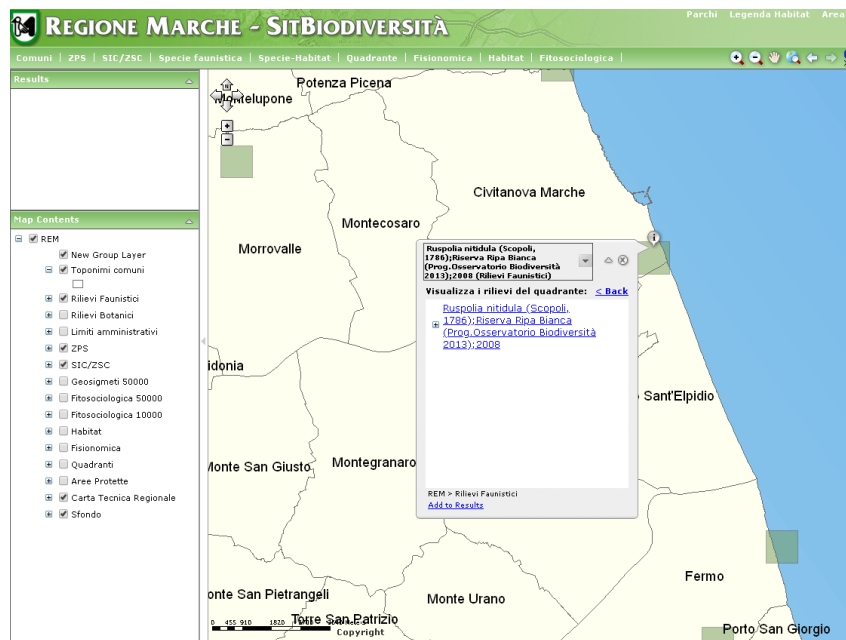 REGIONE MARCHE - SITBIODIVERSITÀ
Parchi Legenda Habitat Area
Comuni | ZPS | SIC/ZSC | Specie faunistica | Specie-Habitat | Quadrante | Fisionomica | Habitat | Fitosociologica |
Results
Map Contents
REM
New Group Layer
Toponimi comuni
Rilievi Faunistici
Rilievi Botanici
Limiti amministrativi
ZPS
SIC/ZSC
Geosigmeti 50000
Fitosociologica 50000
Fitosociologica 10000
Habitat
Fisionomica
Quadranti
Aree Protette
Carta Tecnica Regionale
Sfondo
Potenza Picena
Montelupone
Civitanova Marche
Montecosaro
Morrovalle
Ruspolia nitidula (Scopoli,
1786);Riserva Ripa Bianca
(Prog.Osservatorio Biodiversità
2013);2008 (Rilievi Faunistici)
Visualizza i rilievi del quadrante: < Back
Ruspolia nitidula (Scopoli,
1786);Riserva Ripa Bianca
(Prog.Osservatorio Biodiversità
2013);2008
REM > Rilievi Faunistici
Add to Results
idonia
Sant'Elpidio
Monte San Giusto
Montegranaro
Fermo
onte San Pietrangeli
Monte Urano
Torre San Patrizio
0 455 910 1820
Copyright
Porto San Giorgio